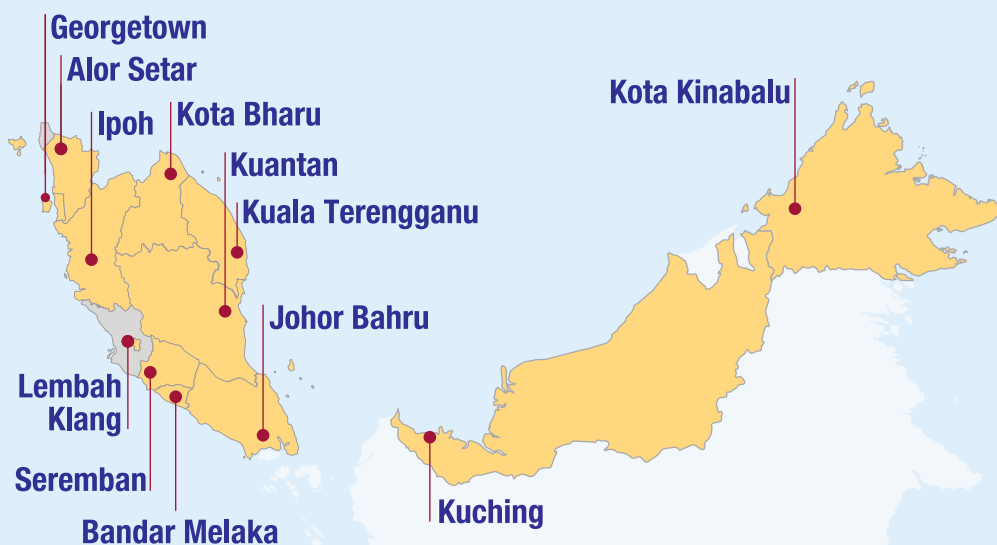 Georgetown
Alor Setar
Ipoh
Kota Bharu
Kuantan
Kuala Terengganu
Johor Bahru
Lembah
Klang
Seremban
Bandar Melaka
Kota Kinabalu
Kuching